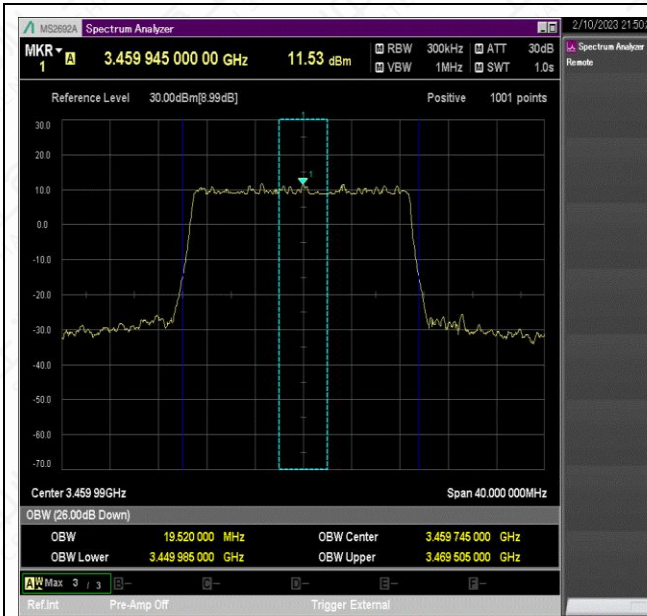 MS2692A Spectrum Analyzer
2/10/2023 21:50:
MKR 1 A 3.459 945 000 00 GHz 11.53 dBm
RBW 300kHz ATT 30dB
VBW 1MHz SWT 1.0s
Spectrum Analyzer
Remote
Reference Level 30.00dBm[8.99dB] Positive 1001 points
1
30.0
20.0
10.0
1
0.0
-10.0
-20.0
-30.0
-40.0
-50.0
-60.0
-70.0
Center 3.459 99GHz Span 40.000 000MHz
OBW (26.00dB Down)
OBW 19.520 000 MHz OBW Center 3.459 745 000 GHz
OBW Lower 3.449 985 000 GHz OBW Upper 3.469 505 000 GHz
A W Max 3 / 3 B- C- D- E- F-
Ref.Int Pre-Amp Off Trigger External